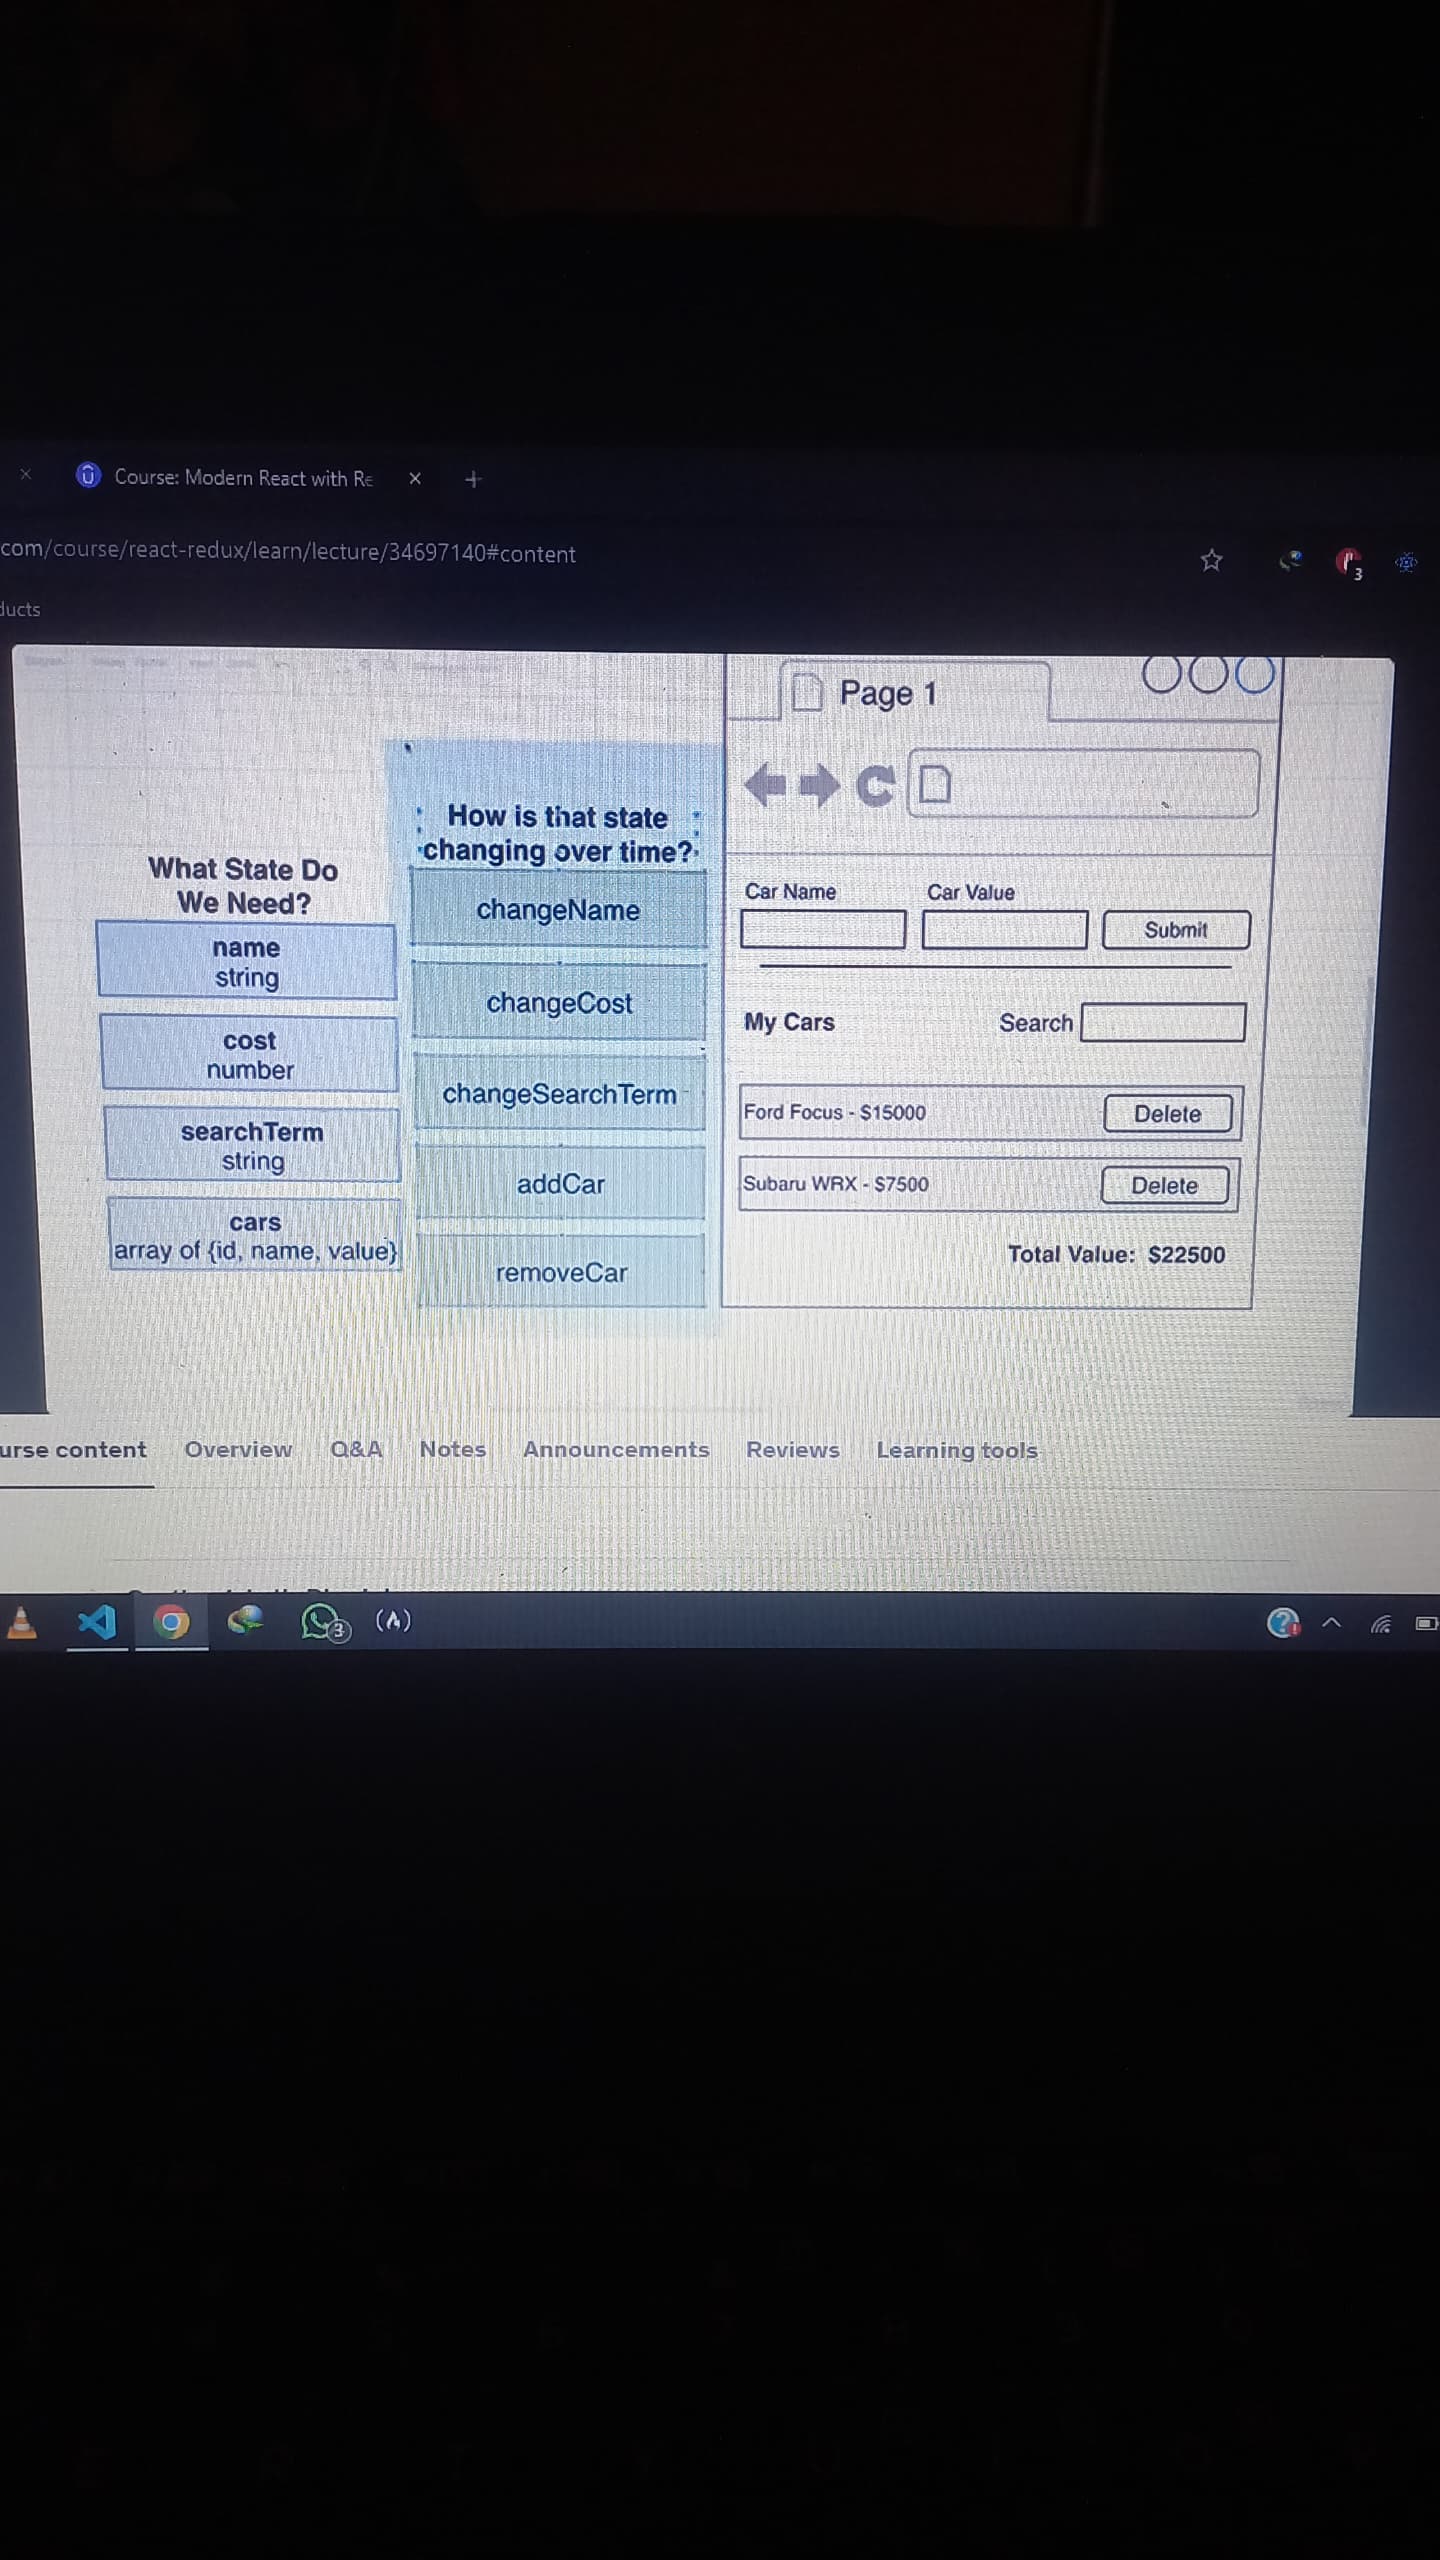 Course: Modern React with Re
com/course/react-redux/learn/lecture/34697140#content
3
ducts
Page 1
What State Do
We Need?
name
string
cost
number
searchTerm
string
cars
array of {id, name, value}
How is that state
changing over time?
changeName
changeCost
changeSearchTerm
addCar
removeCar
Car Name
Car Value
Submit
My Cars
Search
Ford Focus - $15000
Delete
Subaru WRX - $7500
Delete
Total Value: $22500
urse content
Overview
Q&A
Notes
Announcements
Reviews
Learning tools
3